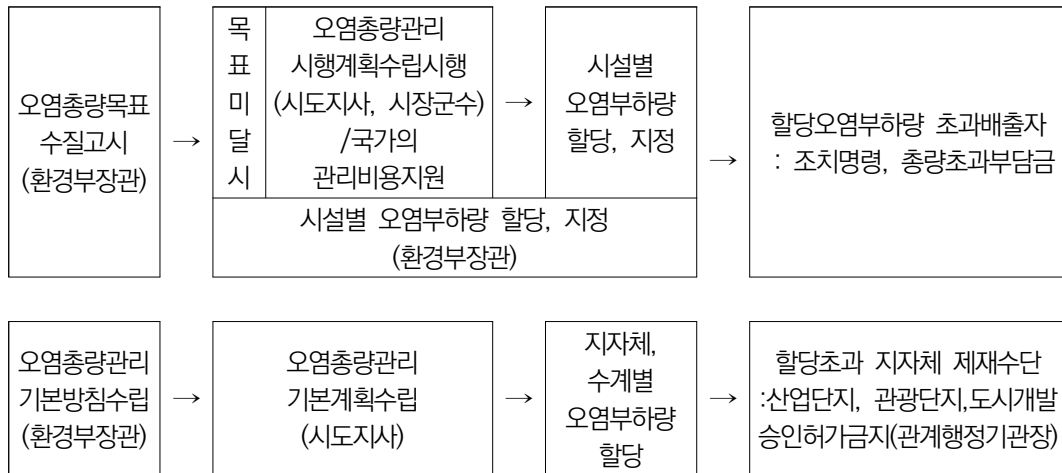 오염총량목표
수질고시
(환경부장관)
→
목
표
미
달
시
오염총량관리
시행계획수립시행
(시도지사, 시장군수)
/국가의
관리비용지원
→
시설별
오염부하량
할당, 지정
시설별 오염부하량 할당, 지정
(환경부장관)
→
할당오염부하량 초과배출자
: 조치명령, 총량초과부담금
오염총량관리
기본방침수립
(환경부장관)
→
오염총량관리
기본계획수립
(시도지사)
→
지자체,
수계별
오염부하량
할당
→
할당초과 지자체 제재수단
:산업단지, 관광단지,도시개발
승인허가금지(관계행정기관장)